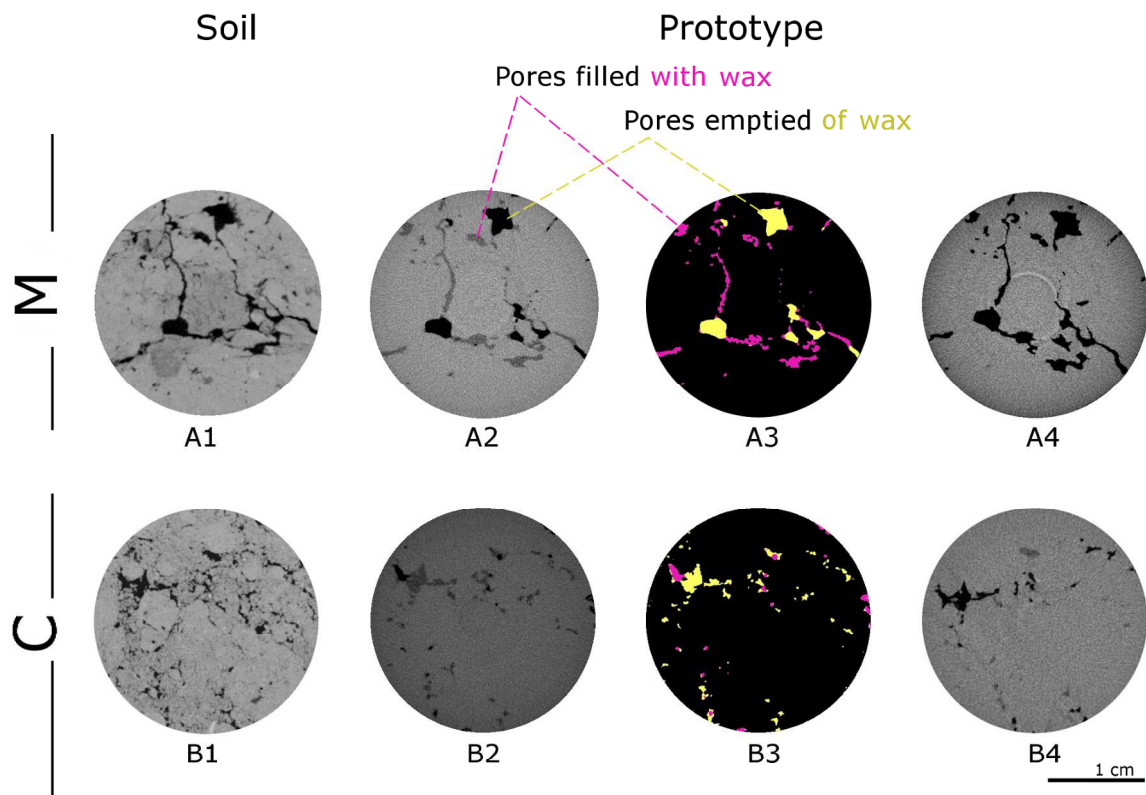 Soil
Prototype
Pores filled with wax
Pores emptied of wax
M
A1
A2
A3
A4
C
B1
B2
B3
B4
1 cm